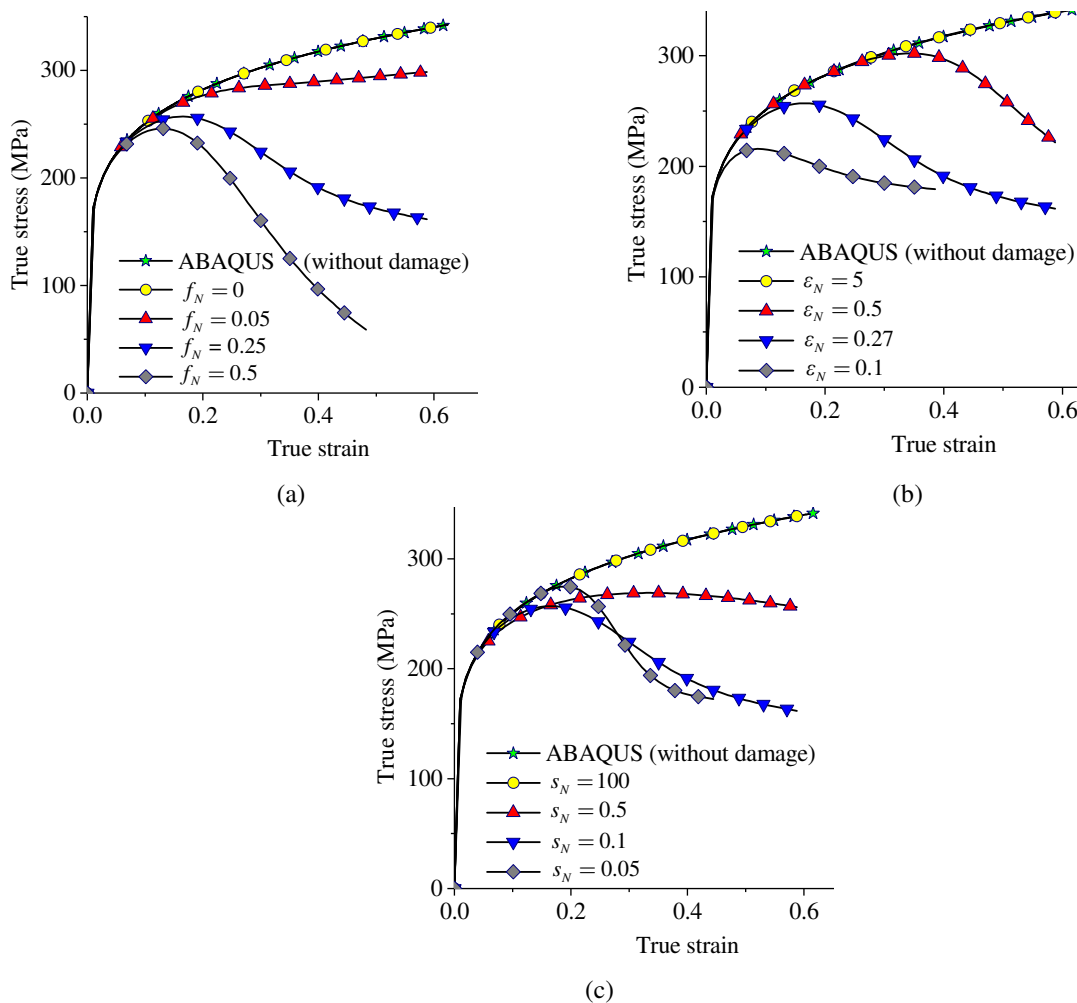 300
200
100
0
0.0 0.2 0.4 0.6
True stress (MPa)
True strain
ABAQUS (without damage)
f_N = 0
f_N = 0.05
f_N = 0.25
f_N = 0.5
(a)
300
200
100
0
0.0 0.2 0.4 0.6
True stress (MPa)
True strain
ABAQUS (without damage)
ε_N = 5
ε_N = 0.5
ε_N = 0.27
ε_N = 0.1
(b)
300
200
100
0
0.0 0.2 0.4 0.6
True stress (MPa)
True strain
ABAQUS (without damage)
s_N = 100
s_N = 0.5
s_N = 0.1
s_N = 0.05
(c)